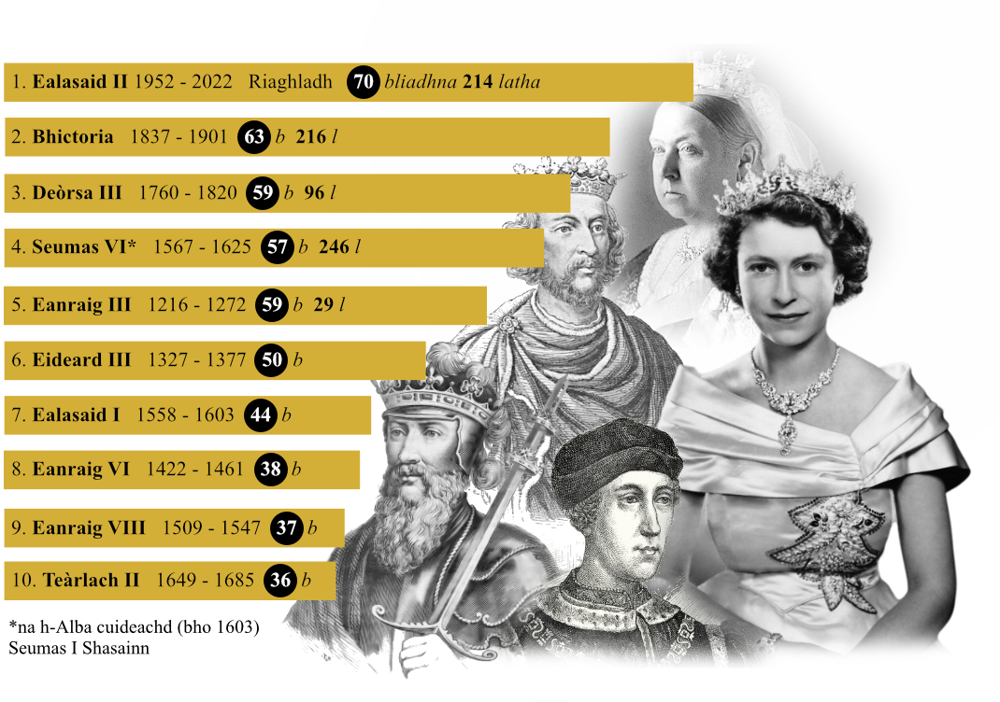 1. Ealasaid II 1952 - 2022 Riaghladh 70 bliadhna 214 latha
2. Bhictoria 1837 - 1901 63 b 216 l
3. Deòrsa III 1760 - 1820 59 b 96 l
4. Seumas VI* 1567 - 1625 57 b 246 l
5. Eanraig III 1216 - 1272 59 b 29 l
6. Eideard III 1327 - 1377 50 b
7. Ealasaid I 1558 - 1603 44 b
8. Eanraig VI 1422 - 1461 38 b
9. Eanraig VIII 1509 - 1547 37 b
10. Teàrlach II 1649 - 1685 36 b
*na h-Alba cuideachd (bho 1603)
Seumas I Shasainn